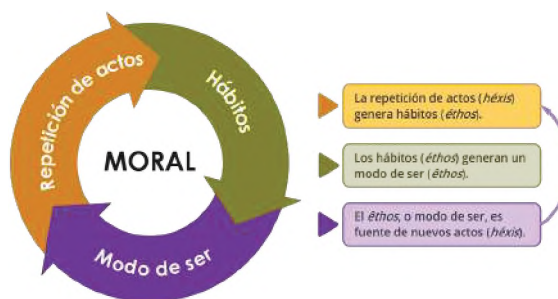 Repetición de actos
Hábitos
MORAL
Modo de ser
La repetición de actos (héxis)
genera hábitos (éthos).
Los hábitos (éthos) generan un
modo de ser (êthos).
El êthos, o modo de ser, es
fuente de nuevos actos (héxis).